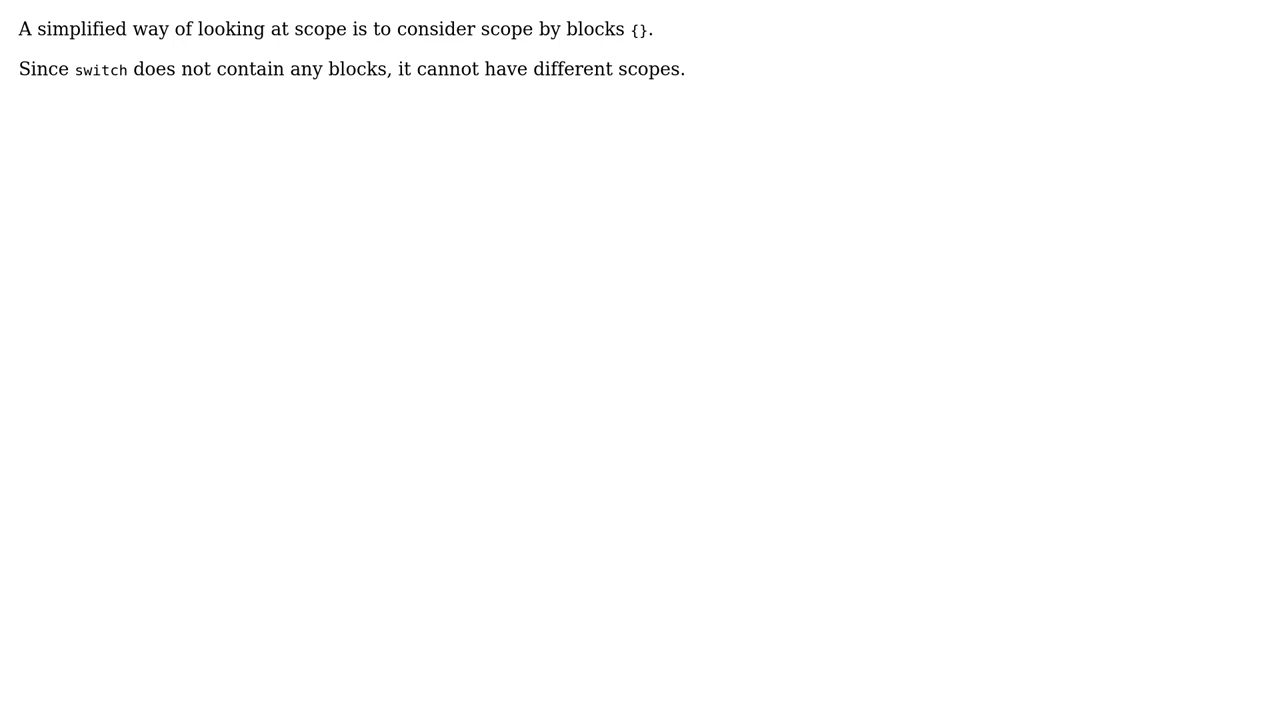 A simplified way of looking at scope is to consider scope by blocks {}.
Since switch does not contain any blocks, it cannot have different scopes.